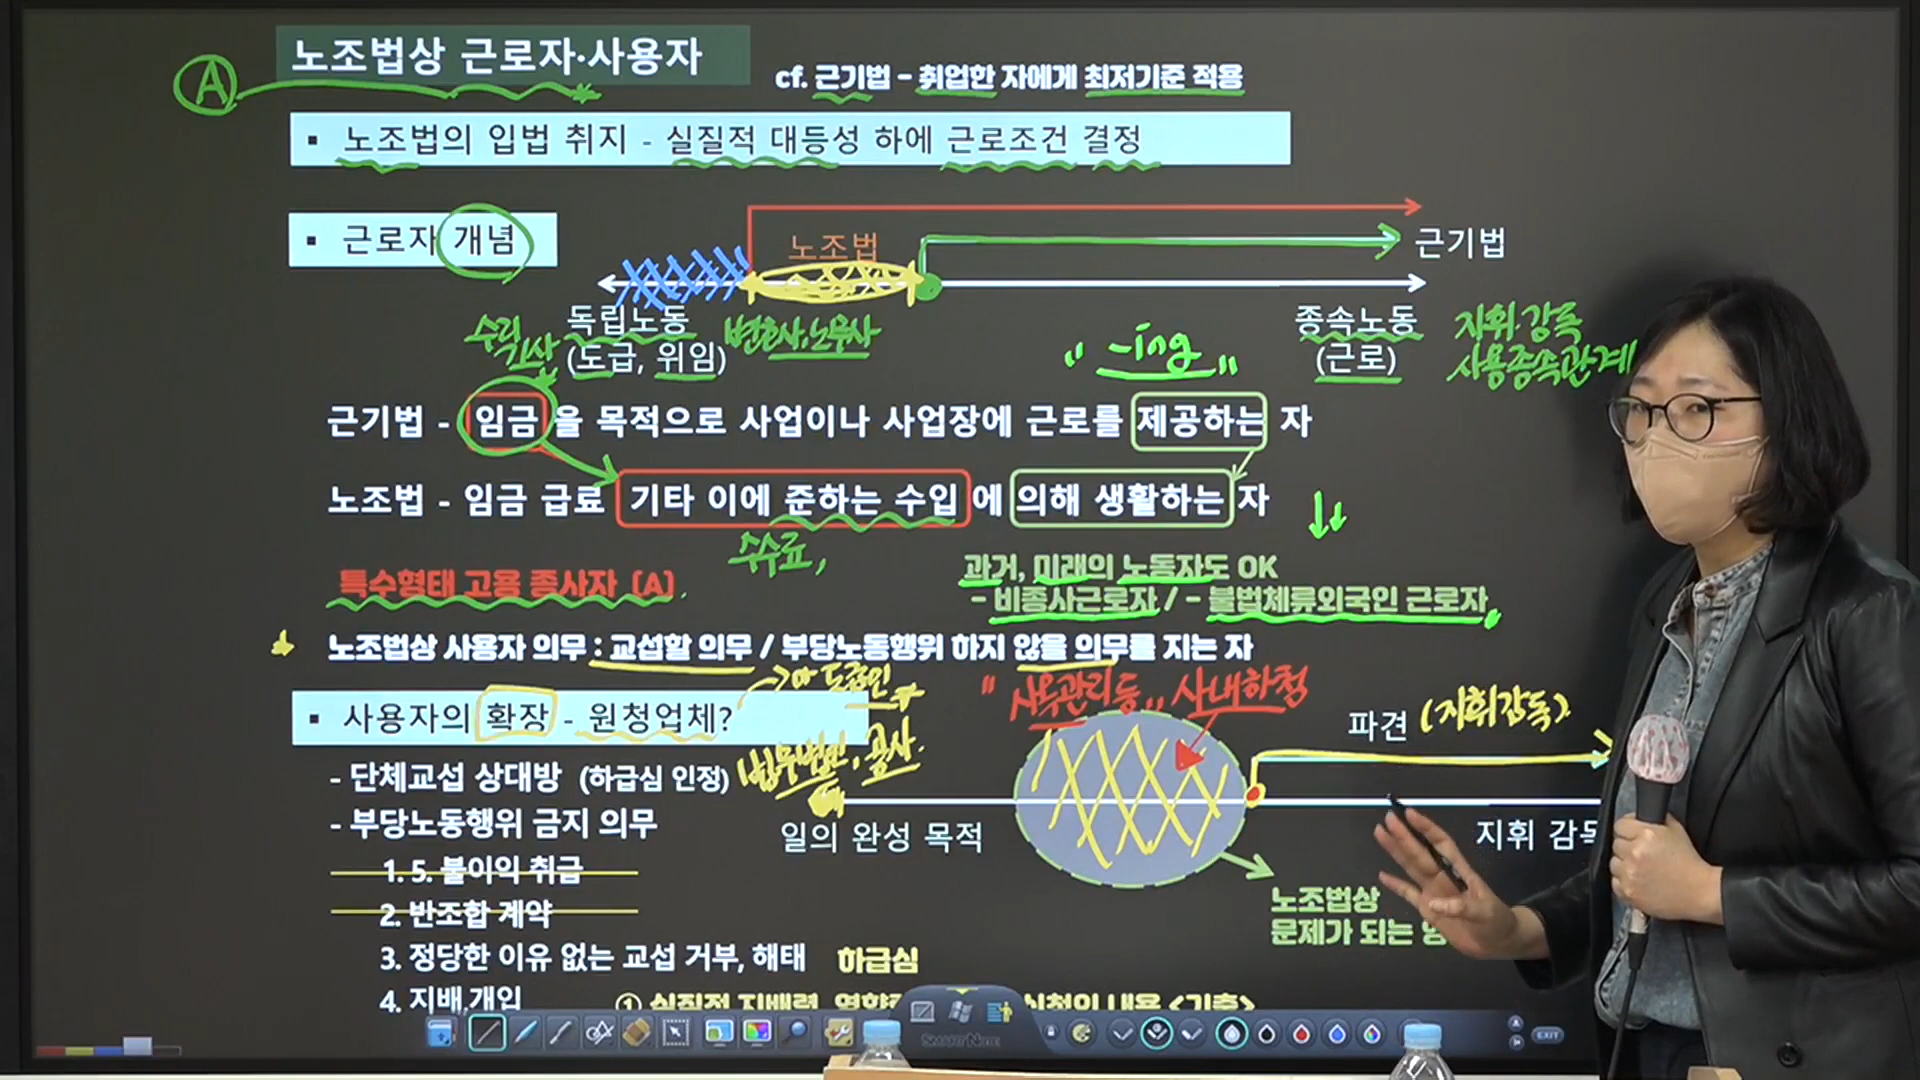 Ⓐ 노조법상 근로자·사용자
cf. 근기법 - 취업한 자에게 최저기준 적용
▪ 노조법의 입법 취지 - 실질적 대등성 하에 근로조건 결정
▪ 근로자 개념
노조법
근기법
독립노동
(도급, 위임)
변호사, 노무사
" -ing "
종속노동
(근로)
지휘·감독
사용종속관계
근기법 - 임금을 목적으로 사업이나 사업장에 근로를 제공하는 자
노조법 - 임금 급료 기타 이에 준하는 수입에 의해 생활하는 자
수수료,
특수형태 고용 종사자 (A)
과거, 미래의 노동자도 OK
- 비종사근로자 / - 불법체류외국인 근로자
노조법상 사용자 의무 : 교섭할 의무 / 부당노동행위 하지 않을 의무를 지는 자
도급인
사내하청
▪ 사용자의 확장 - 원청업체?
파견 (지휘감독)
- 단체교섭 상대방 (하급심 인정)
공사
- 부당노동행위 금지 의무
일의 완성 목적
지휘 감독
1. 5. 불이익 취급
2. 반조합 계약
노조법상
문제가 되는
3. 정당한 이유 없는 교섭 거부, 해태 하급심
4. 지배,개입
① 실질적 지배력
내용 <기출>
EXIT